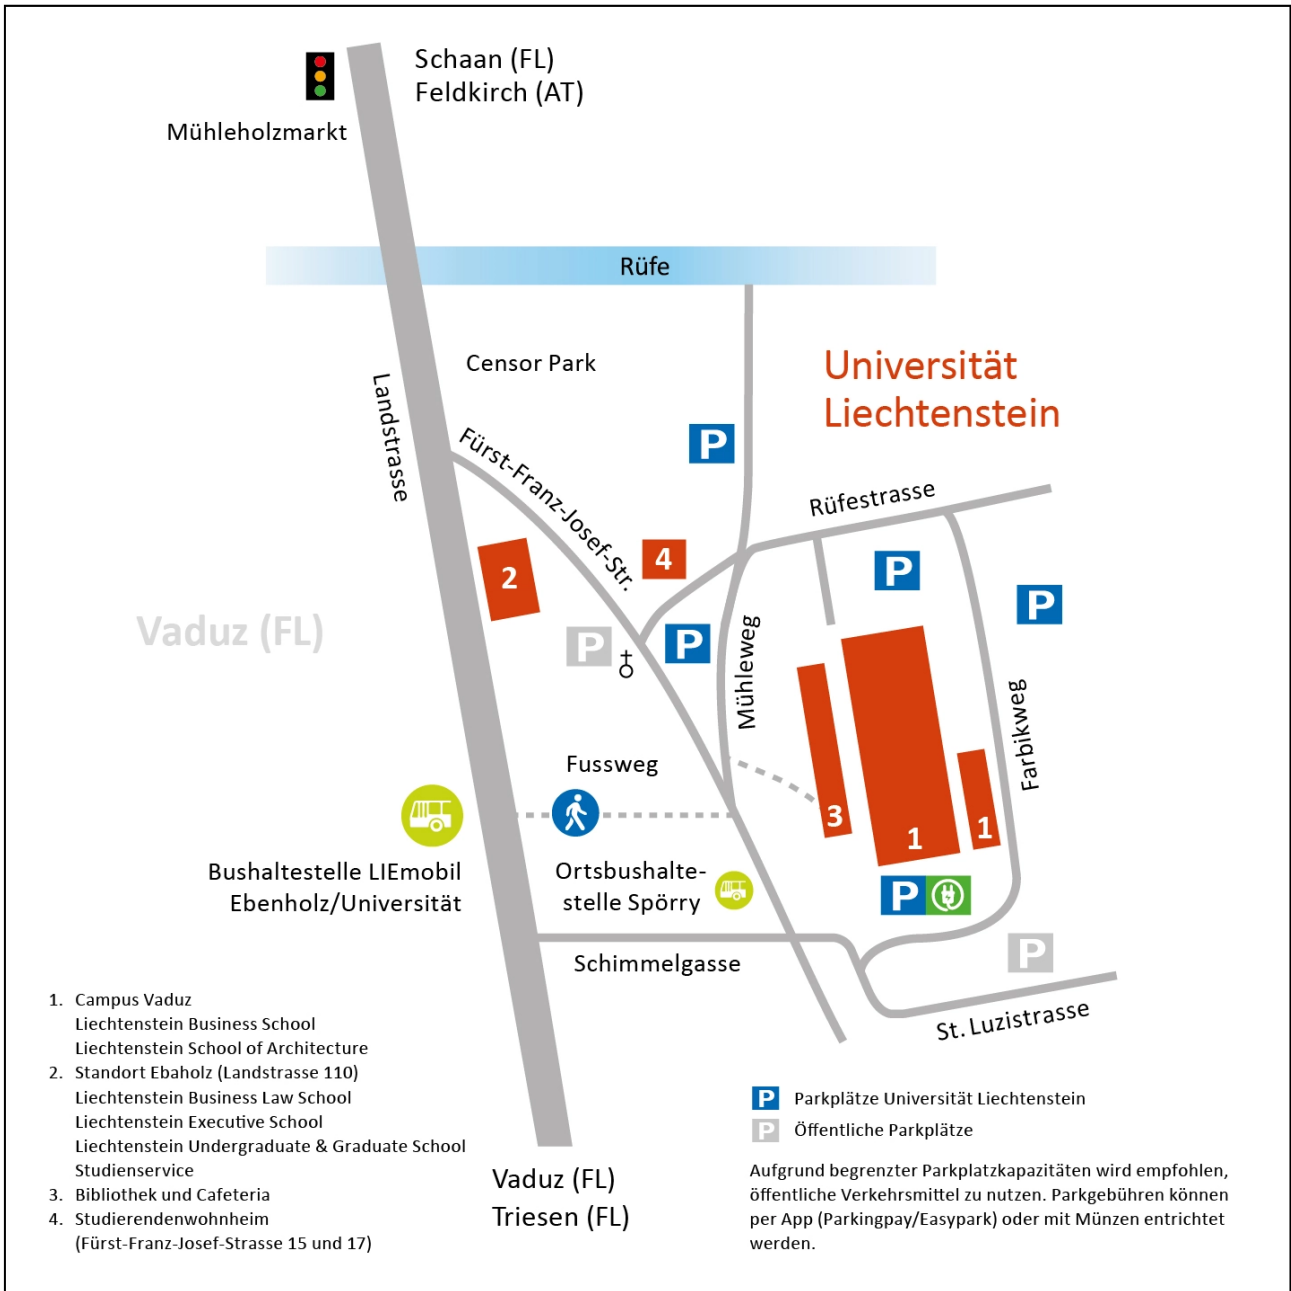 Schaan (FL)
Feldkirch (AT)
Mühleholzmarkt
Rüfe
Censor Park
Universität
Liechtenstein
Landstrasse
Fürst-Franz-Josef-Str.
P
Rüfestrasse
4
2
P
P
Vaduz (FL)
P
P
Mühleweg
Farbikweg
Fussweg
3
1
1
Bushaltestelle LIEmobil
Ebenholz/Universität
Ortsbushalte-
stelle Spörry
P
P
Schimmelgasse
St. Luzistrasse
1. Campus Vaduz
Liechtenstein Business School
Liechtenstein School of Architecture
2. Standort Ebaholz (Landstrasse 110)
Liechtenstein Business Law School
Liechtenstein Executive School
Liechtenstein Undergraduate & Graduate School
Studienservice
3. Bibliothek und Cafeteria
4. Studierendenwohnheim
(Fürst-Franz-Josef-Strasse 15 und 17)
Vaduz (FL)
Triesen (FL)
P Parkplätze Universität Liechtenstein
P Öffentliche Parkplätze
Aufgrund begrenzter Parkplatzkapazitäten wird empfohlen,
öffentliche Verkehrsmittel zu nutzen. Parkgebühren können
per App (Parkingpay/Easypark) oder mit Münzen entrichtet
werden.